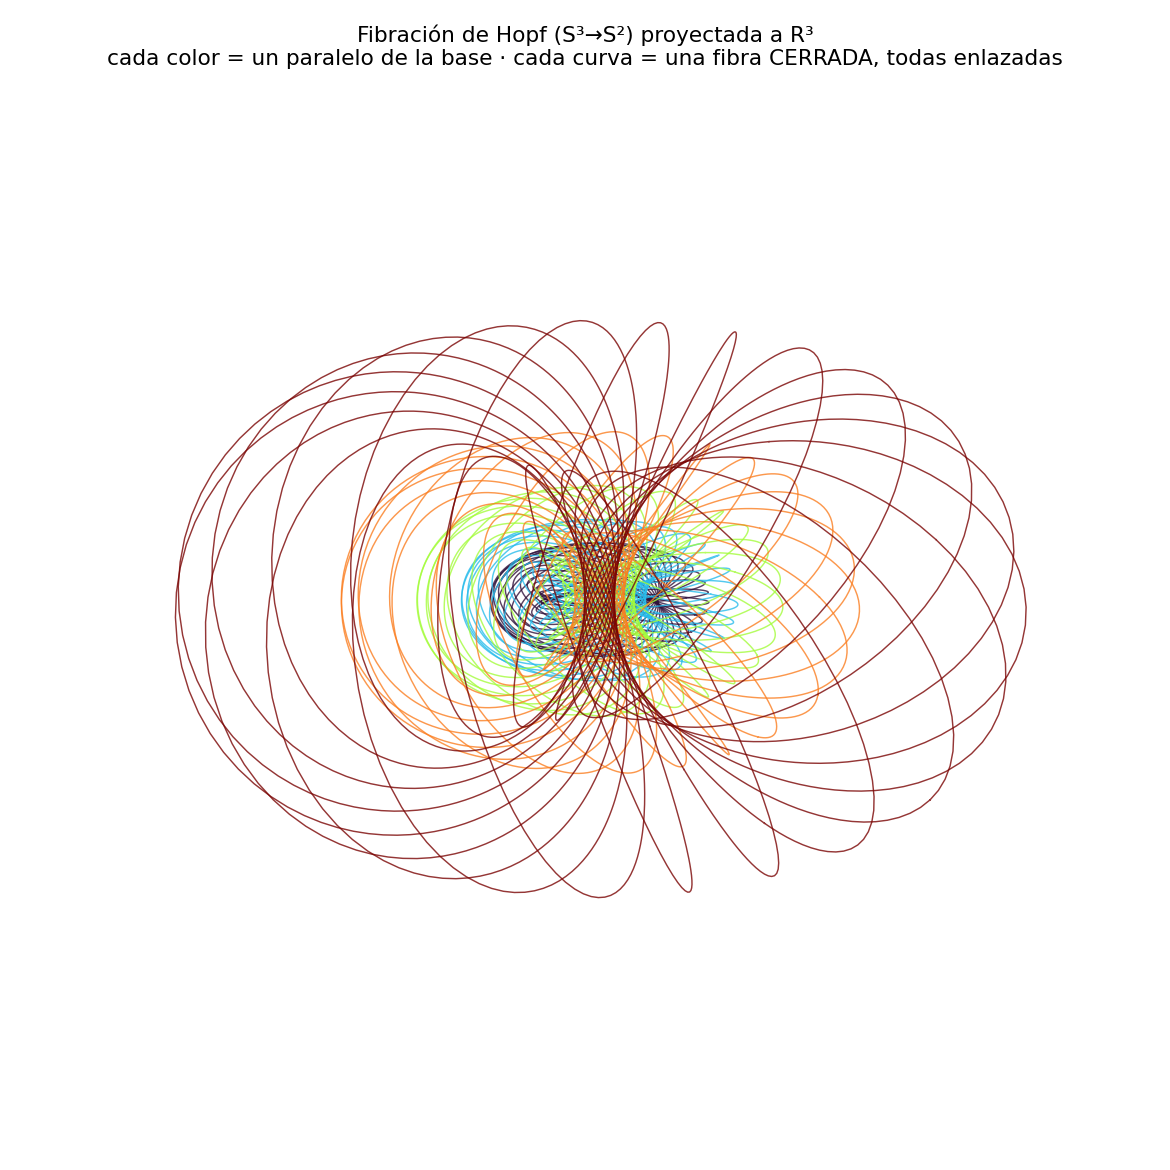 Fibración de Hopf (S³→S²) proyectada a R³
cada color = un paralelo de la base · cada curva = una fibra CERRADA, todas enlazadas